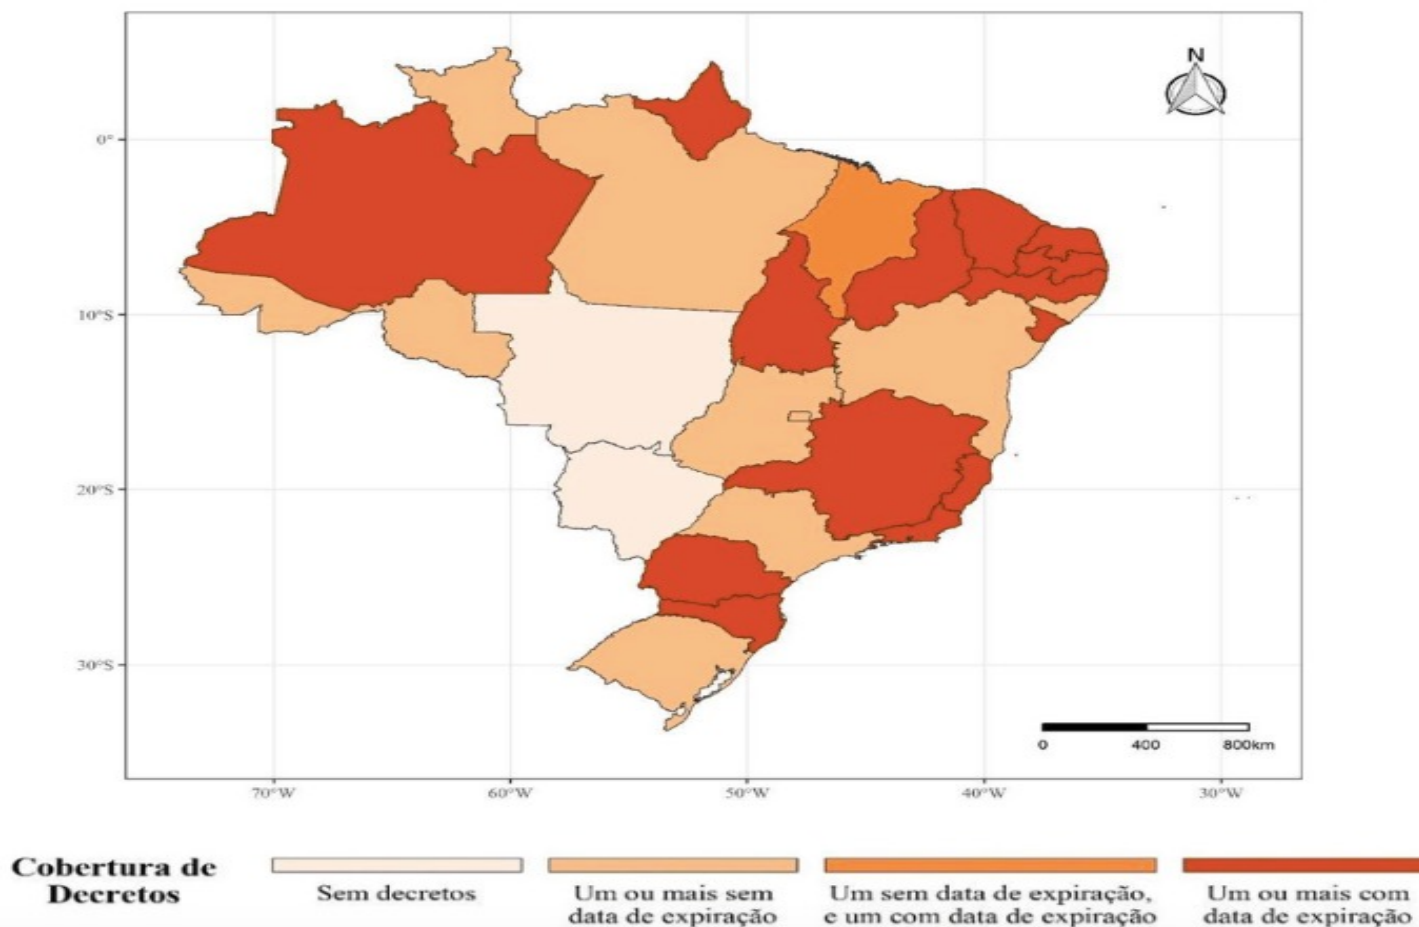 N
0°
10°S
20°S
30°S
0 400 800km
70°W 60°W 50°W 40°W 30°W
Cobertura de
Decretos
Sem decretos
Um ou mais sem
data de expiração
Um sem data de expiração,
e um com data de expiração
Um ou mais com
data de expiração